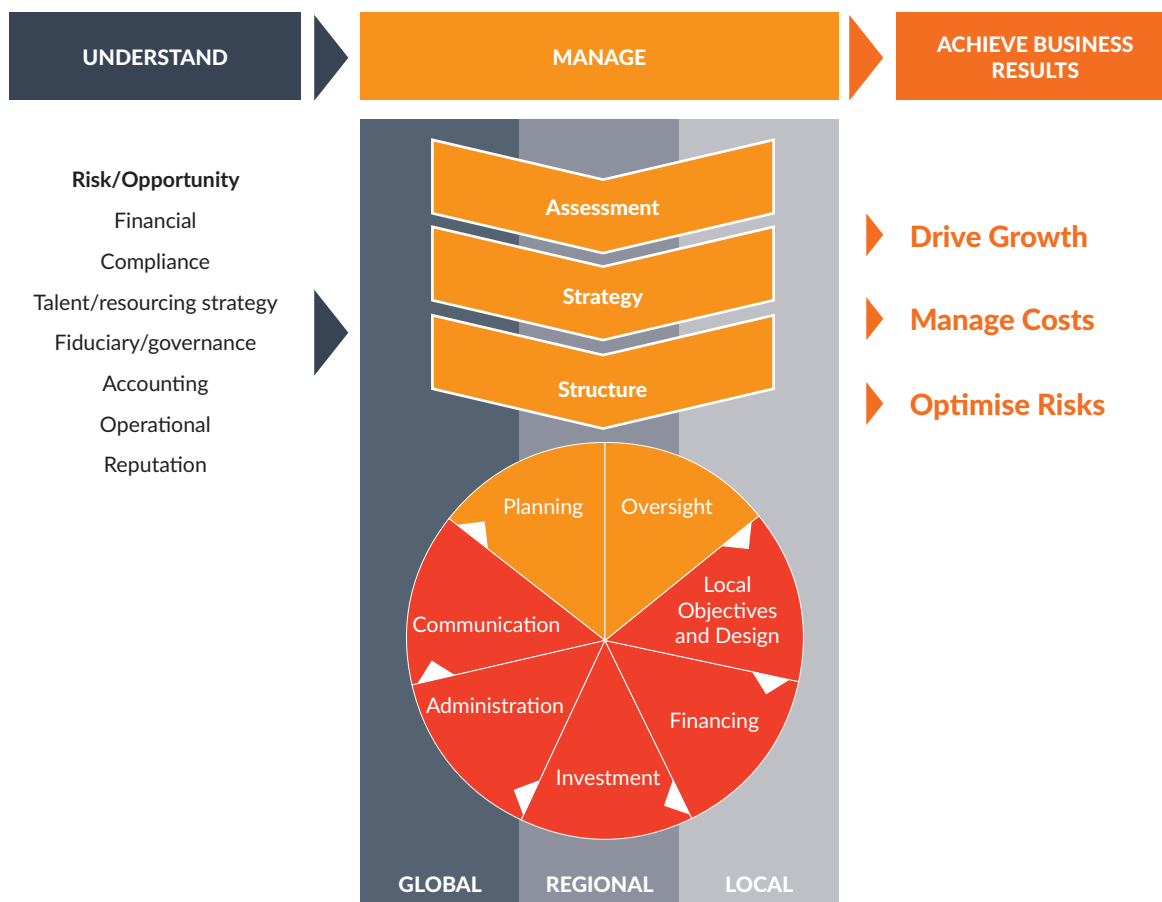 UNDERSTAND
MANAGE
ACHIEVE BUSINESS
RESULTS
Risk/Opportunity
Financial
Compliance
Talent/resourcing strategy
Fiduciary/governance
Accounting
Operational
Reputation
Assessment
Strategy
Structure
Planning
Oversight
Local
Objectives
and Design
Communication
Administration
Financing
Investment
GLOBAL
REGIONAL
LOCAL
Drive Growth
Manage Costs
Optimise Risks